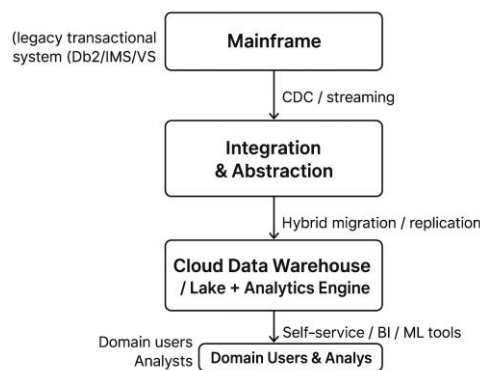 (legacy transactional
system (Db2/IMS/VS
Mainframe
CDC / streaming
Integration
& Abstraction
Hybrid migration / replication
Cloud Data Warehouse
/ Lake + Analytics Engine
Self-service / BI / ML tools
Domain users
Analysts
Domain Users & Analys